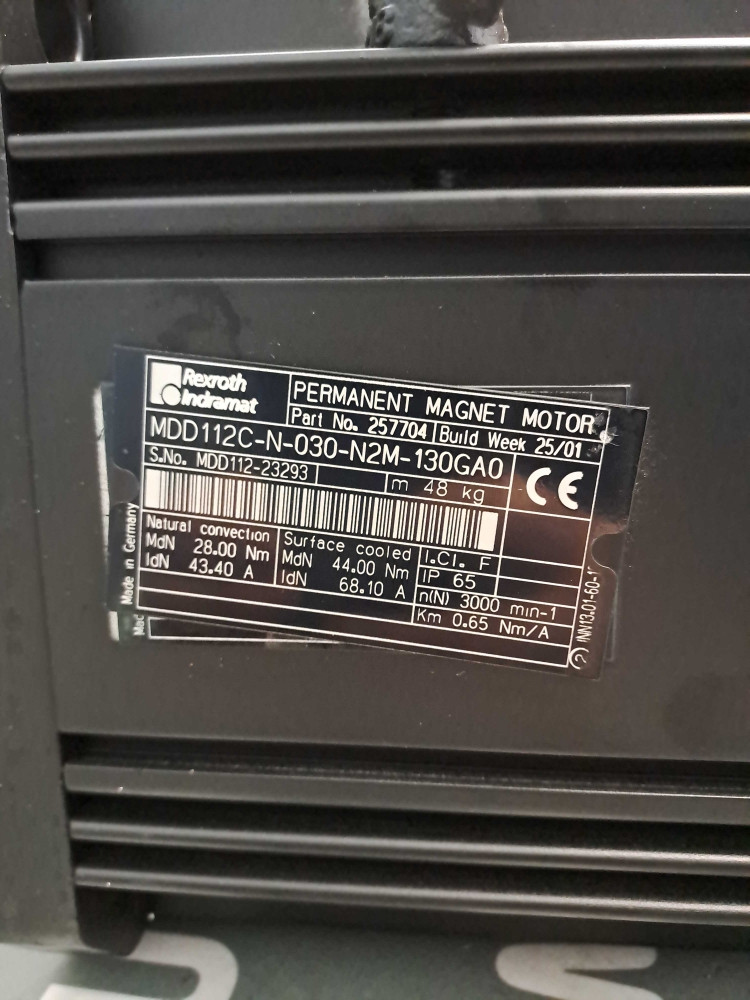 Rexroth
Indramat
PERMANENT MAGNET MOTOR
Part No. 257704 Build Week 25/01
MDD112C-N-030-N2M-130GA0
S.No. MDD112-23293
m 48 kg
CE
Natural convection
MdN 28.00 Nm
IdN 43.40 A
Surface cooled
MdN 44.00 Nm
IdN 68.10 A
I.Cl. F
IP 65
n(N) 3000 min-1
Km 0.65 Nm/A
Made in Germany
2